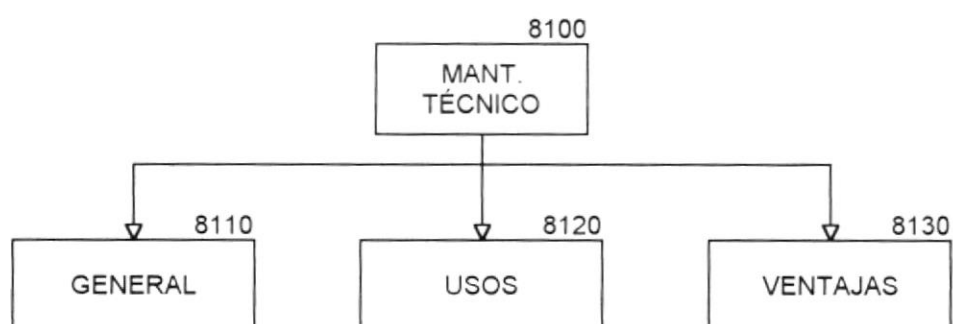 8100
MANT.
TÉCNICO
8110
8120
8130
GENERAL
USOS
VENTAJAS